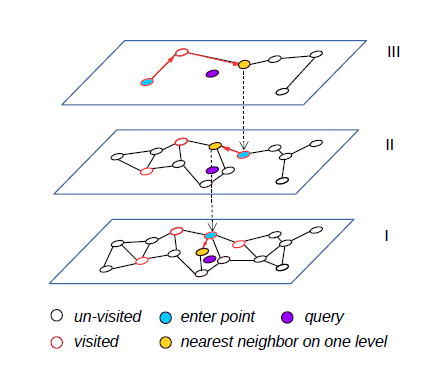 III
II
I
un-visited enter point query
visited nearest neighbor on one level